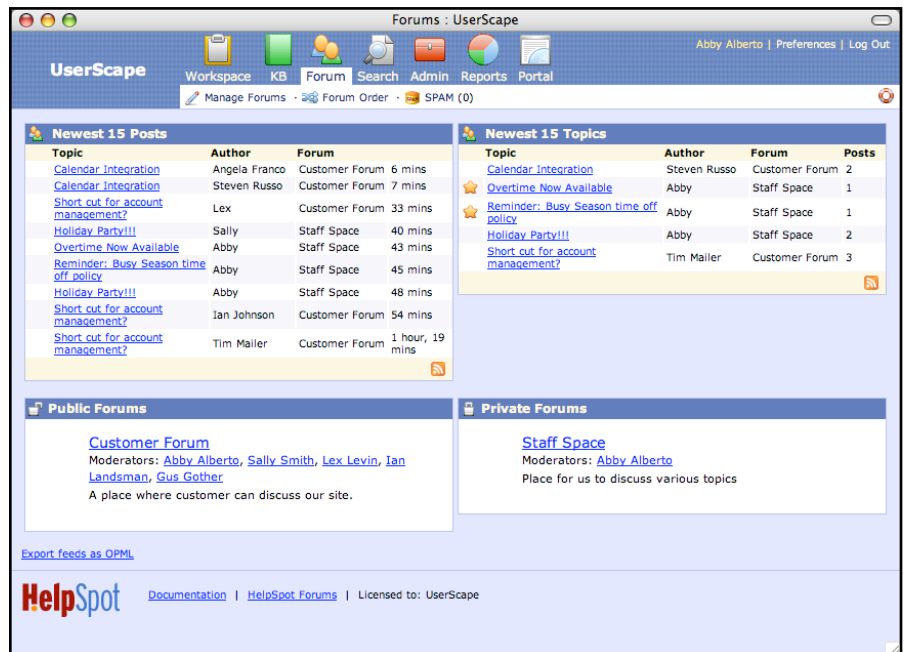 Forums : UserScape
Abby Alberto | Preferences | Log Out
UserScape
Workspace KB Forum Search Admin Reports Portal
Manage Forums · Forum Order · SPAM (0)
Newest 15 Posts
Topic Author Forum
Calendar Integration Angela Franco Customer Forum 6 mins
Calendar Integration Steven Russo Customer Forum 7 mins
Short cut for account
management? Lex Customer Forum 33 mins
Holiday Party!!! Sally Staff Space 40 mins
Overtime Now Available Abby Staff Space 43 mins
Reminder: Busy Season time
off policy Abby Staff Space 45 mins
Holiday Party!!! Abby Staff Space 48 mins
Short cut for account
management? Ian Johnson Customer Forum 54 mins
Short cut for account
management? Tim Mailer Customer Forum 1 hour, 19
mins
Newest 15 Topics
Topic Author Forum Posts
Calendar Integration Steven Russo Customer Forum 2
Overtime Now Available Abby Staff Space 1
Reminder: Busy Season time off
policy Abby Staff Space 1
Holiday Party!!! Abby Staff Space 2
Short cut for account
management? Tim Mailer Customer Forum 3
Public Forums
Customer Forum
Moderators: Abby Alberto, Sally Smith, Lex Levin, Ian
Landsman, Gus Gother
A place where customer can discuss our site.
Private Forums
Staff Space
Moderators: Abby Alberto
Place for us to discuss various topics
Export feeds as OPML
HelpSpot
Documentation | HelpSpot Forums | Licensed to: UserScape